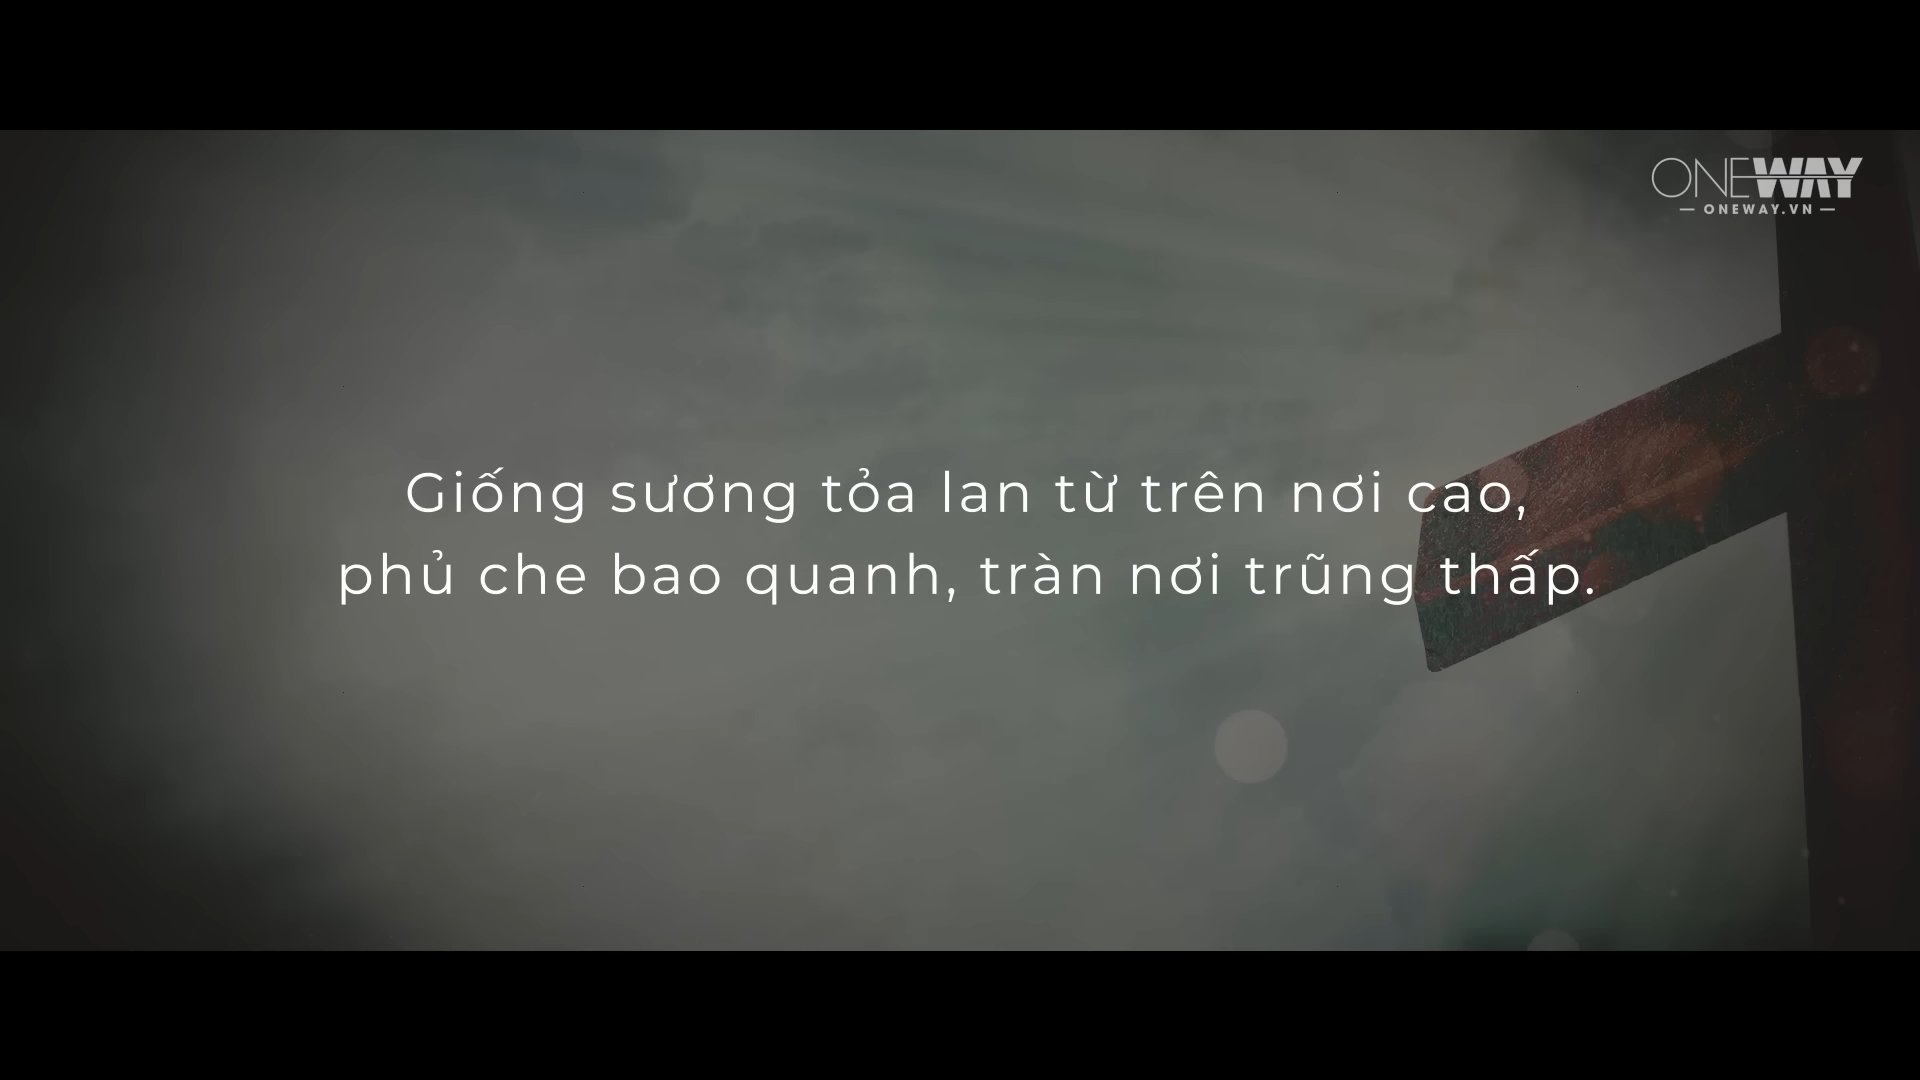 ONEWAY
— ONEWAY.VN —
Giống sương tỏa lan từ trên nơi cao,
phủ che bao quanh, tràn nơi trũng thấp.